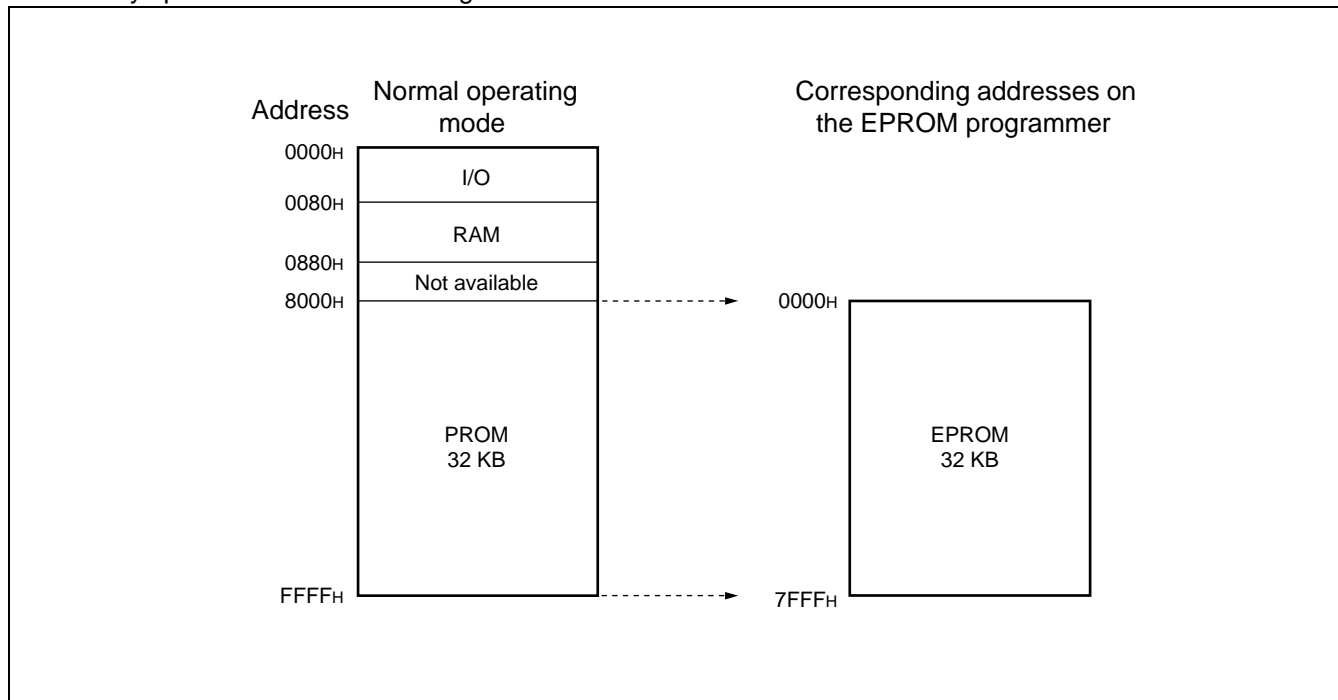 Address
Normal operating
mode
Corresponding addresses on
the EPROM programmer
0000H
I/O
0080H
RAM
0880H
Not available
8000H
0000H
PROM
32 KB
EPROM
32 KB
FFFFH
7FFFH